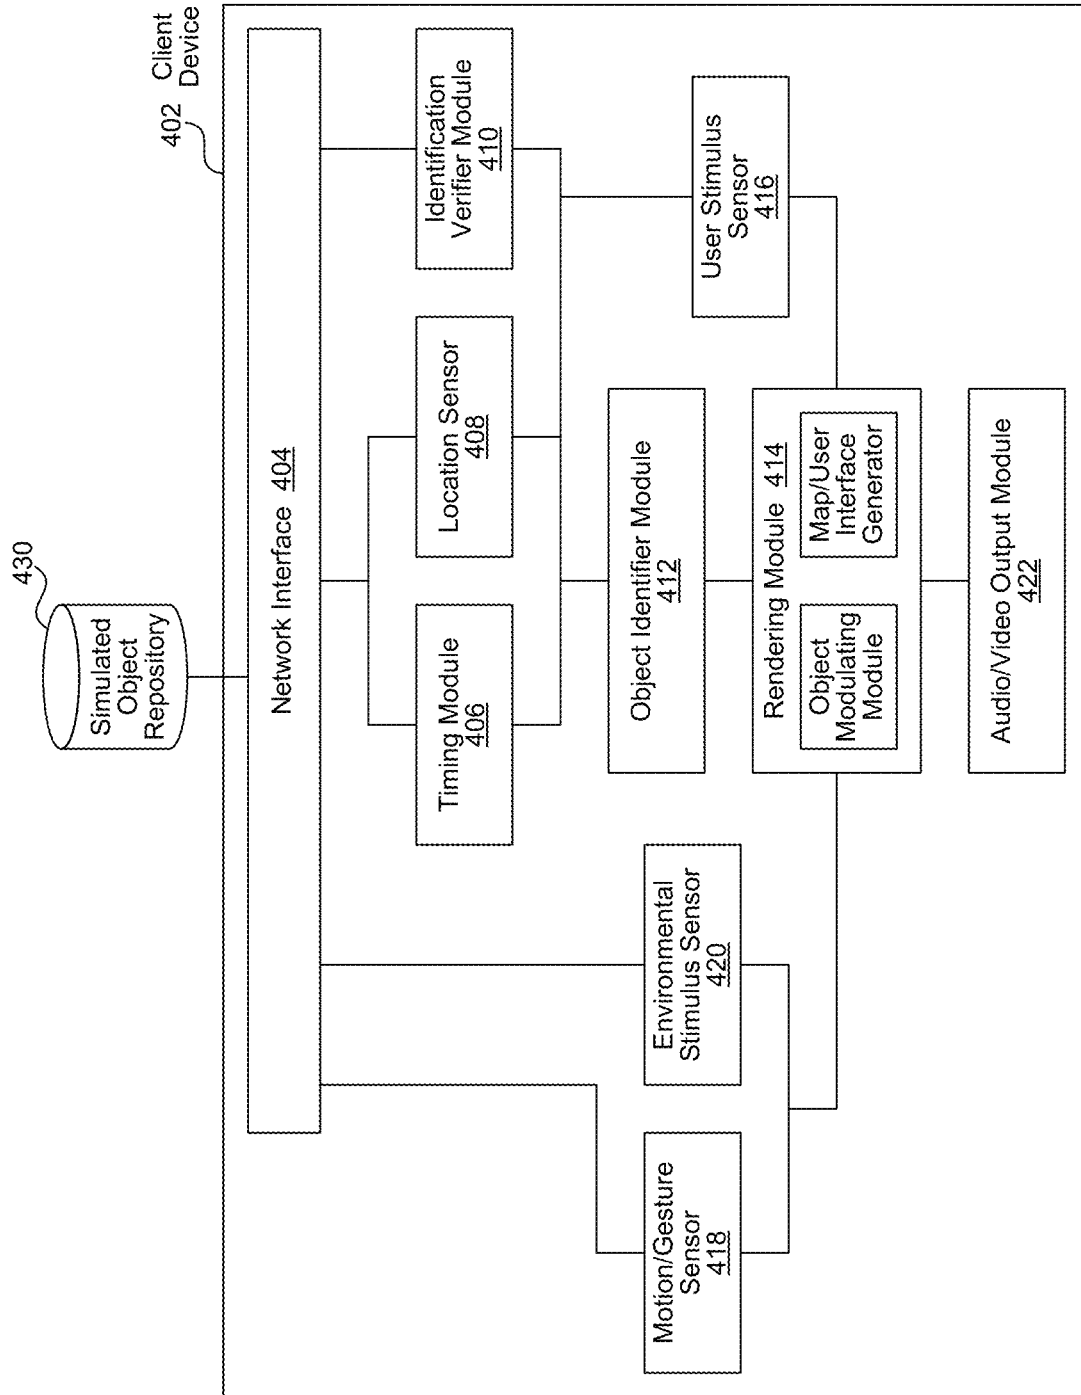 430
Simulated
Object
Repository
402
Client
Device
Network Interface 404
Timing Module
406
Location Sensor
408
Identification
Verifier Module
410
Motion/Gesture
Sensor
418
Environmental
Stimulus Sensor
420
Object Identifier Module
412
User Stimulus
Sensor
416
Rendering Module 414
Object
Modulating
Module
Map/User
Interface
Generator
Audio/Video Output Module
422